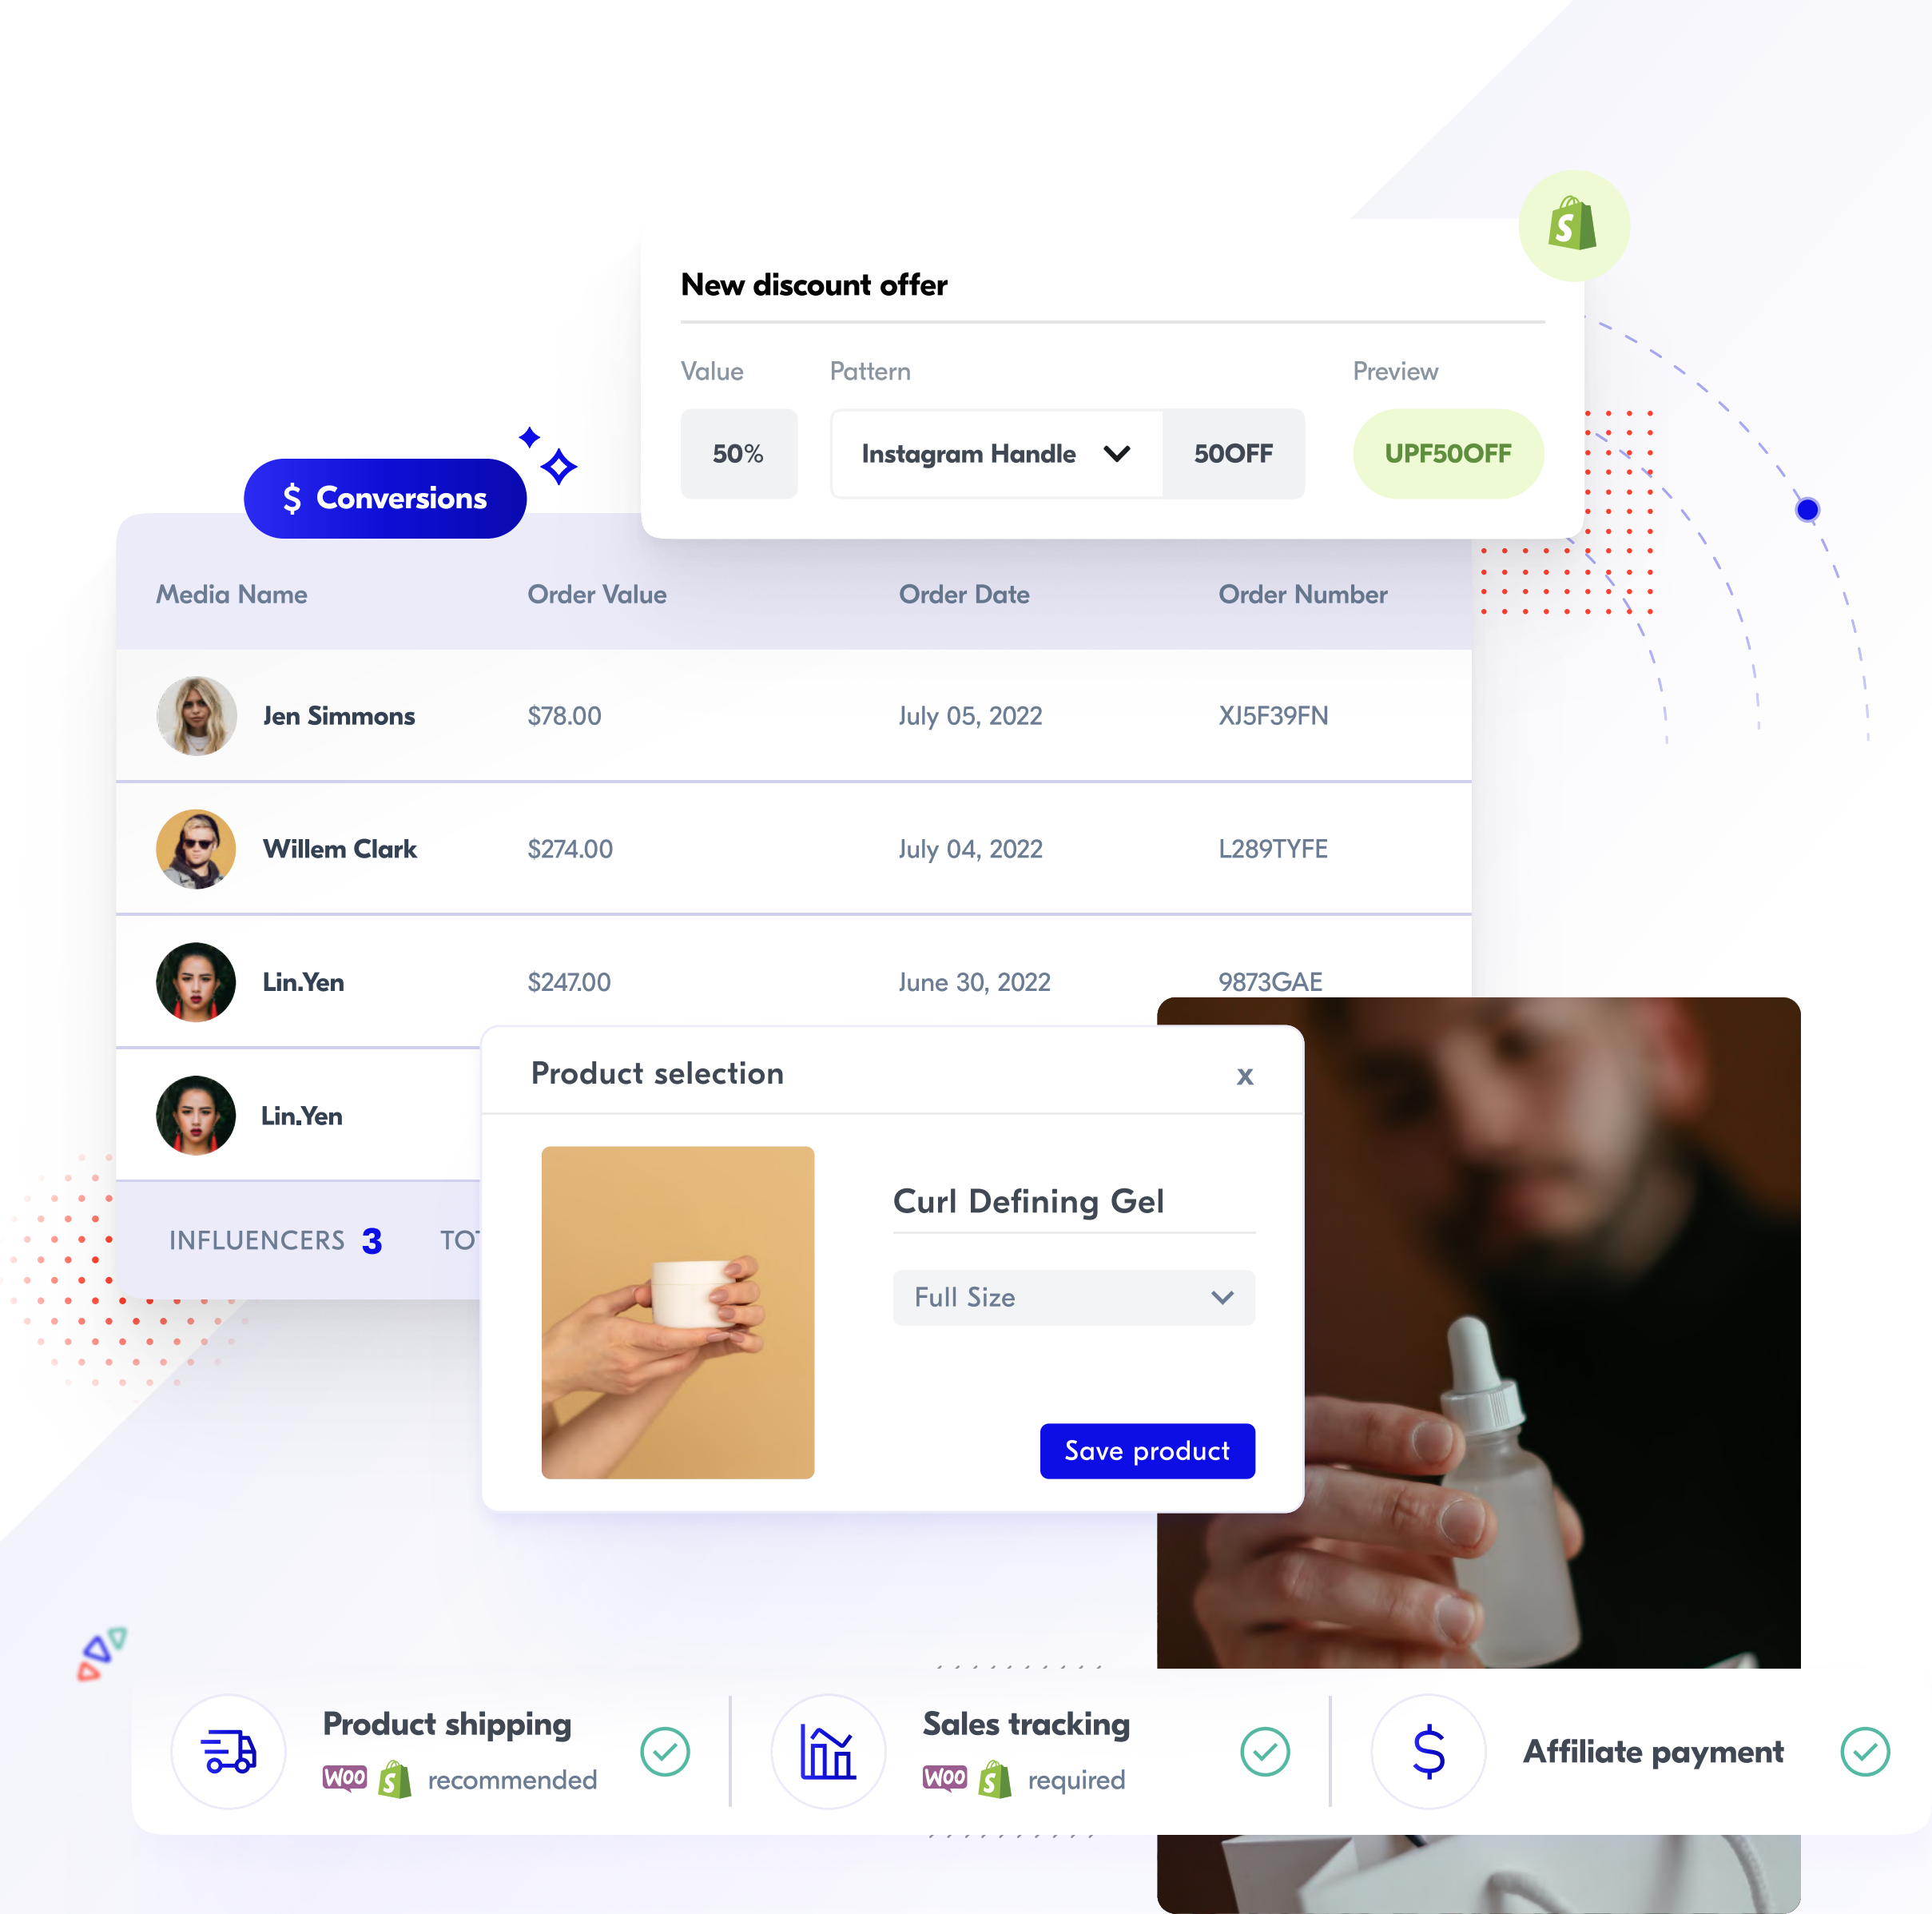 New discount offer
Value Pattern Preview
50% Instagram Handle 50OFF UPF50OFF
$ Conversions
Media Name Order Value Order Date Order Number
Jen Simmons $78.00 July 05, 2022 XJ5F39FN
Willem Clark $274.00 July 04, 2022 L289TYFE
Lin.Yen $247.00 June 30, 2022 9873GAE
Lin.Yen
INFLUENCERS 3
Product selection x
Curl Defining Gel
Full Size
Save product
Product shipping
WOO S recommended
Sales tracking
WOO S required
$ Affiliate payment